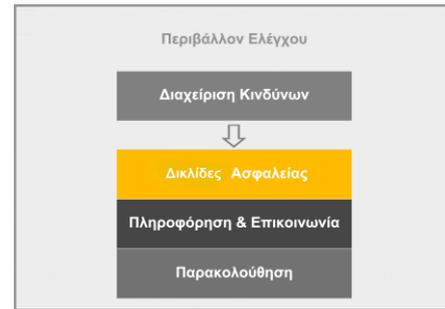 Περιβάλλον Ελέγχου
Διαχείριση Κινδύνων
Δικλίδες Ασφαλείας
Πληροφόρηση & Επικοινωνία
Παρακολούθηση